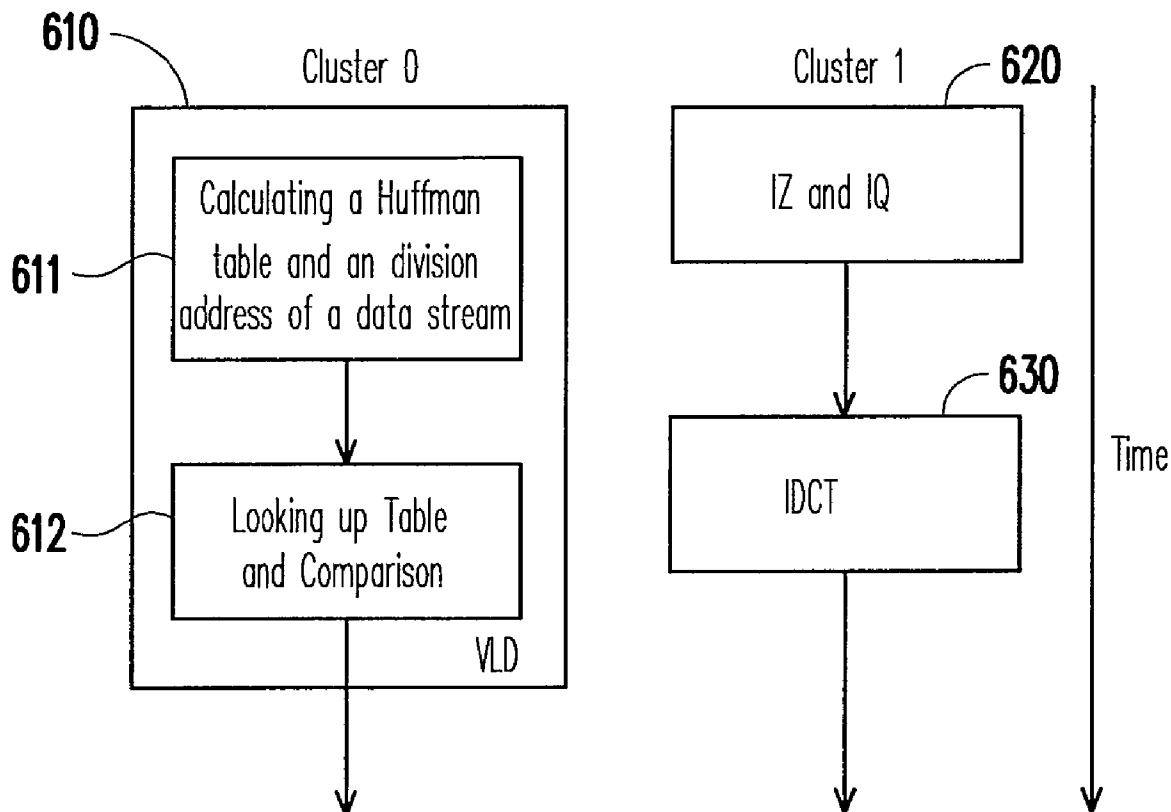 610
Cluster 0
Cluster 1
620
Calculating a Huffman
table and an division
address of a data stream
611
IZ and IQ
630
Time
IDCT
612
Looking up Table
and Comparison
VLD